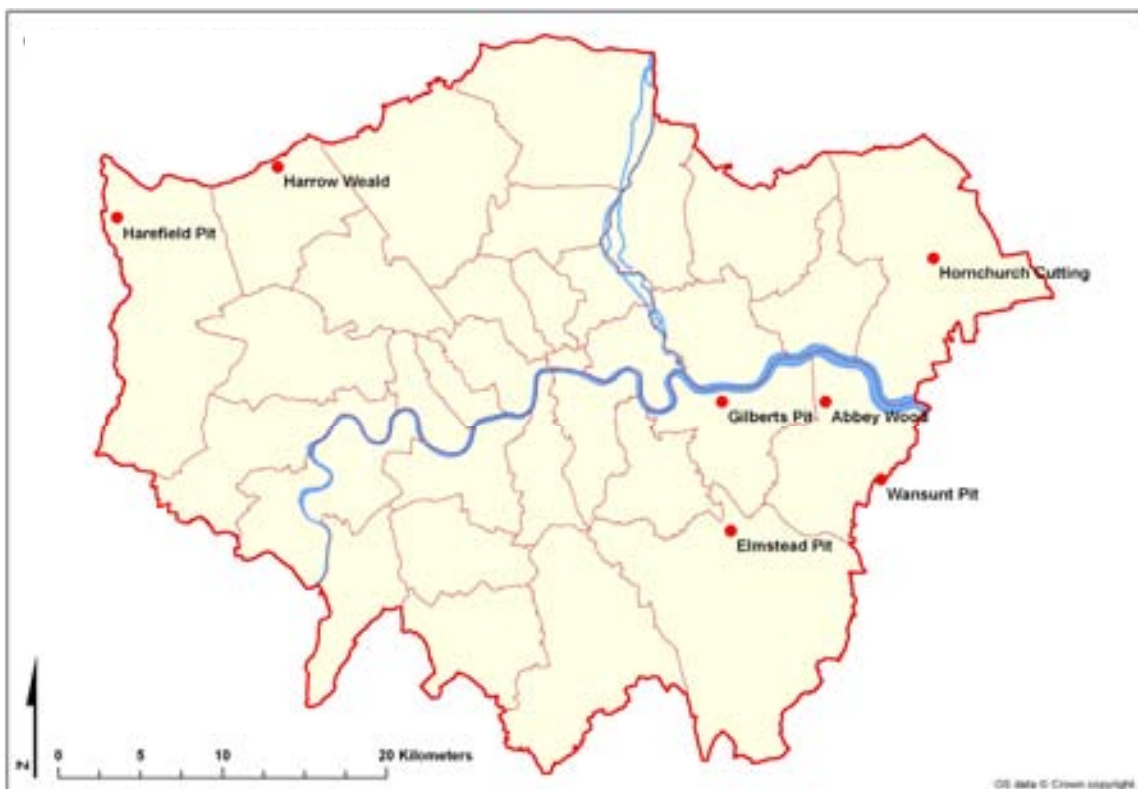 Harrow Weald
Harefield Pit
Hornchurch Cutting
Gilberts Pit
Abbey Wood
Wansunt Pit
Elmstead Pit
N
0 5 10 20 Kilometers
OS data © Crown copyright.